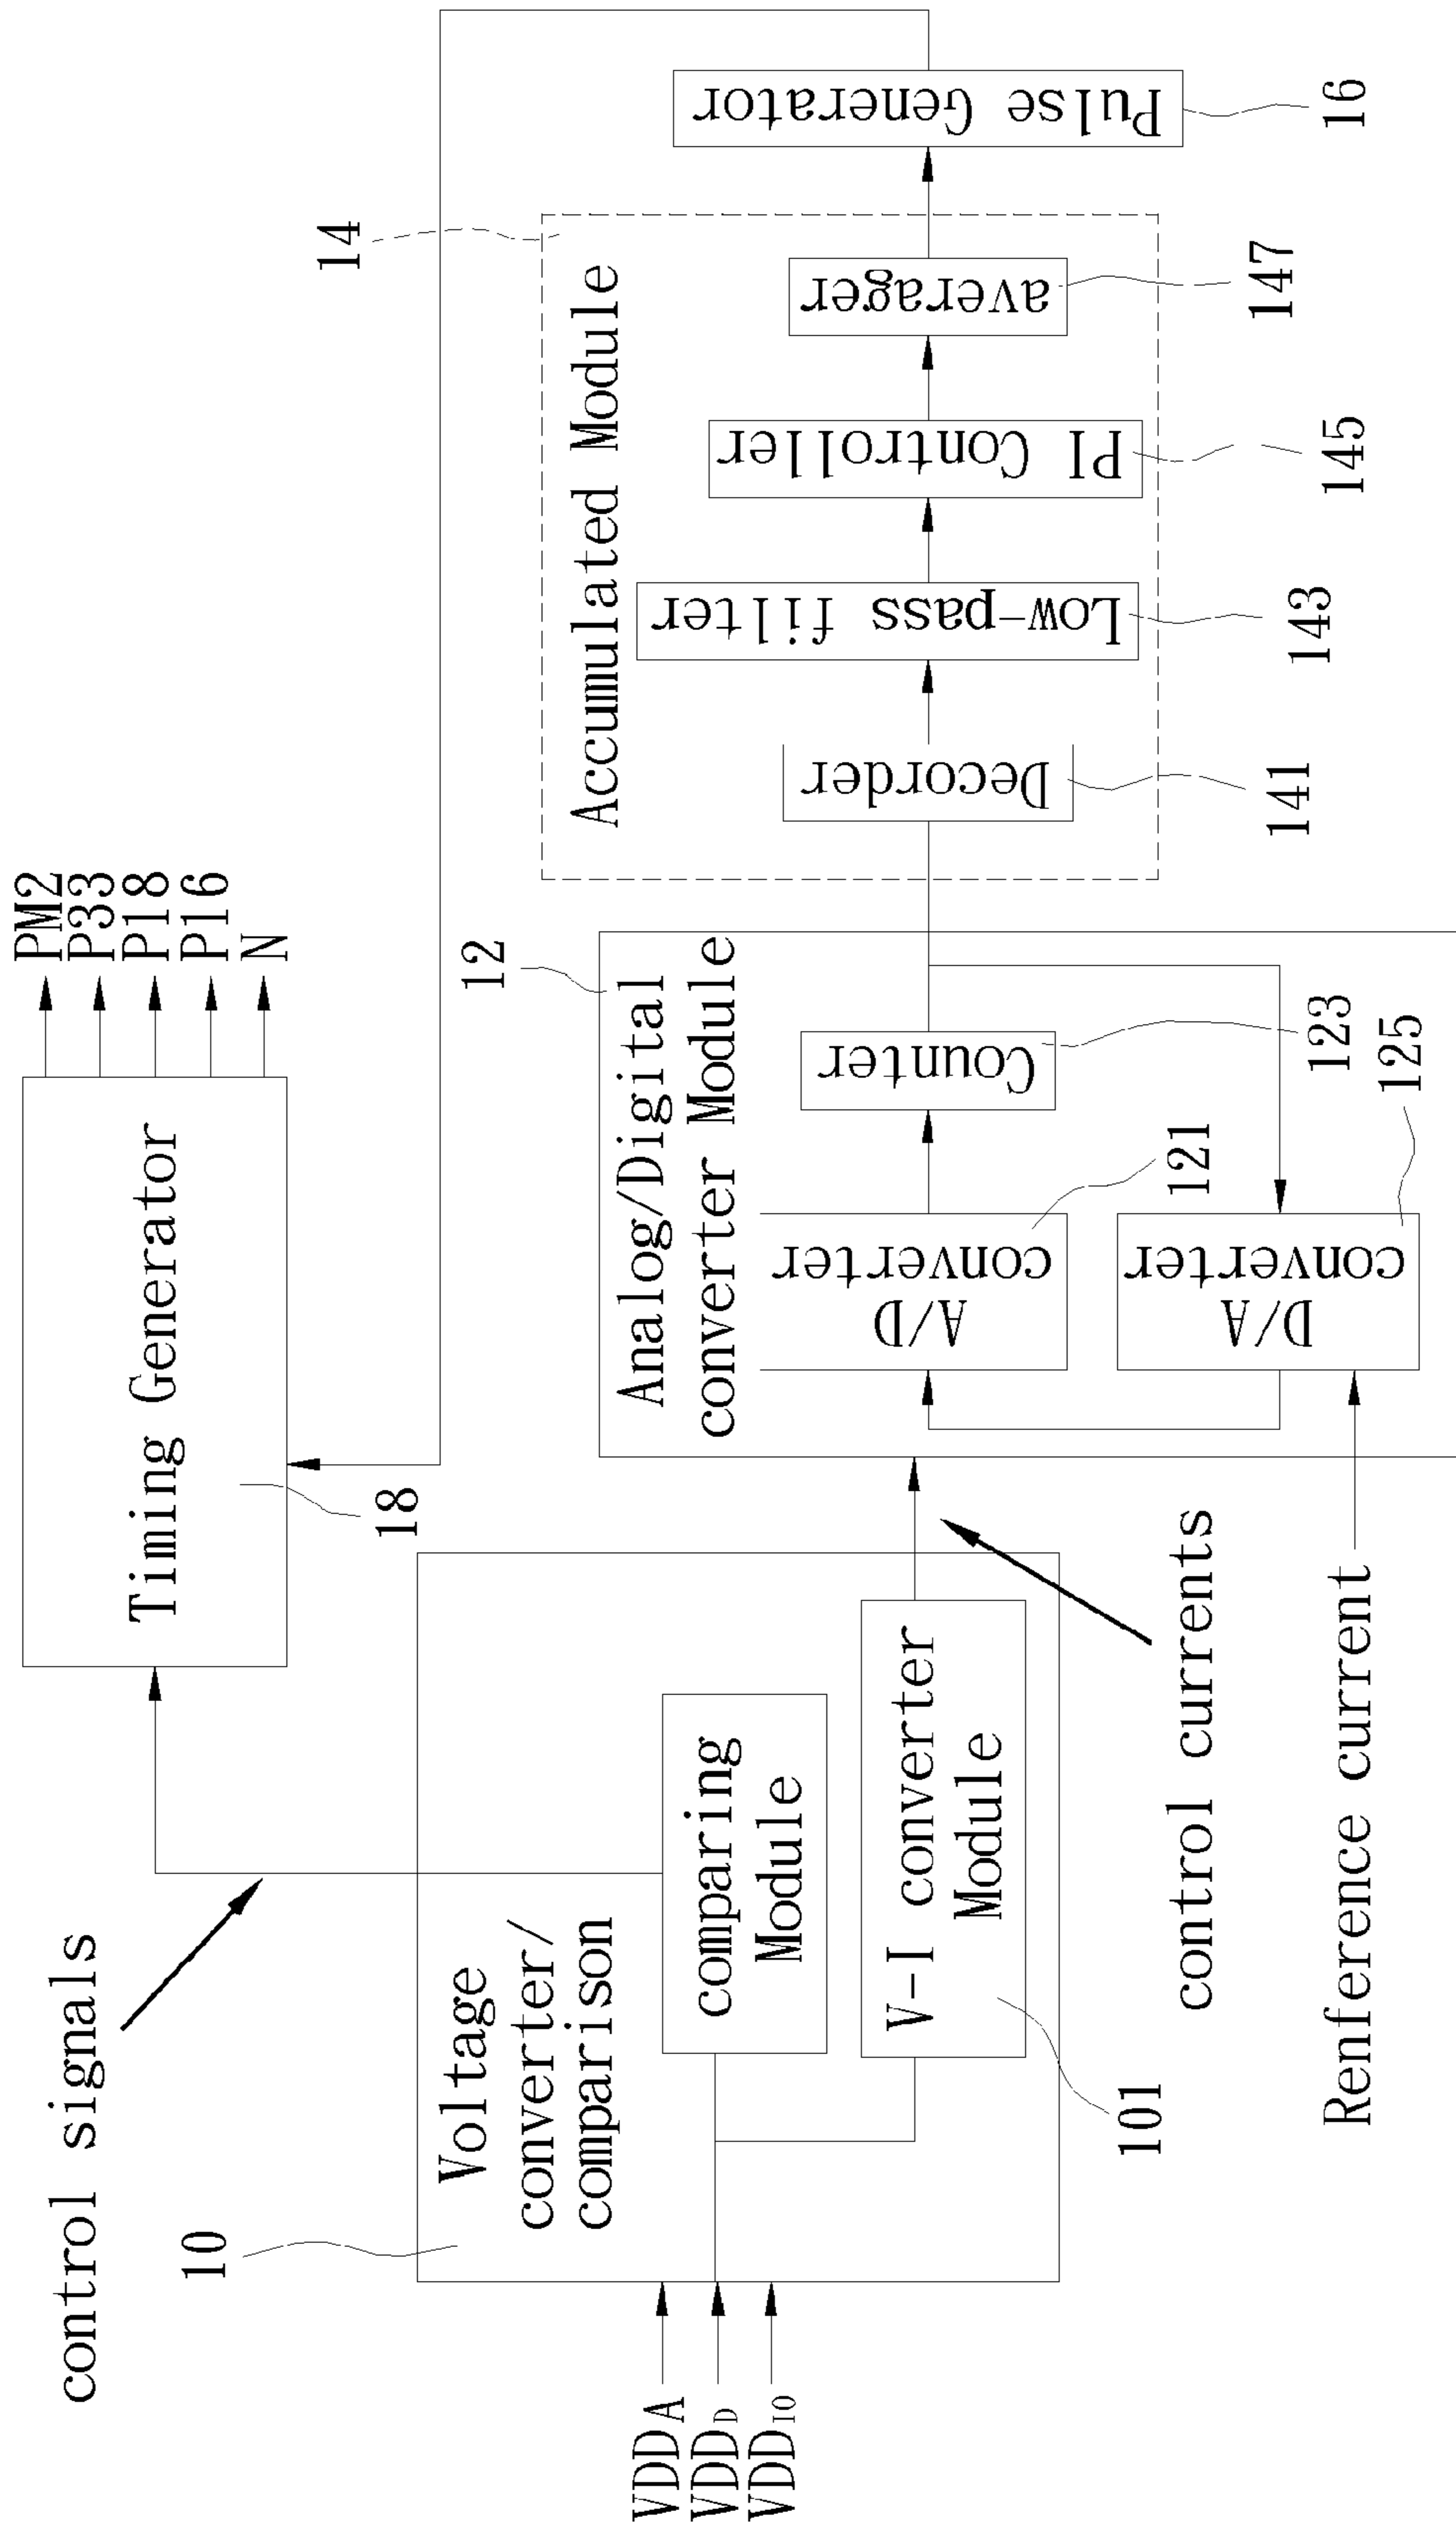 control signals
10
Voltage
converter/
comparison
comparing
Module
V-I converter
Module
101
VDDA
VDDD
VDDIO
control currents
Renference current
Timing Generator
18
PM2
P33
P18
P16
N
12
Analog/Digital
converter Module
A/D
converter
121
Counter
123
D/A
converter
125
14
Accumulated Module
Decorder
141
Low-pass filter
143
PI Controller
145
averager
147
Pulse Generator
16